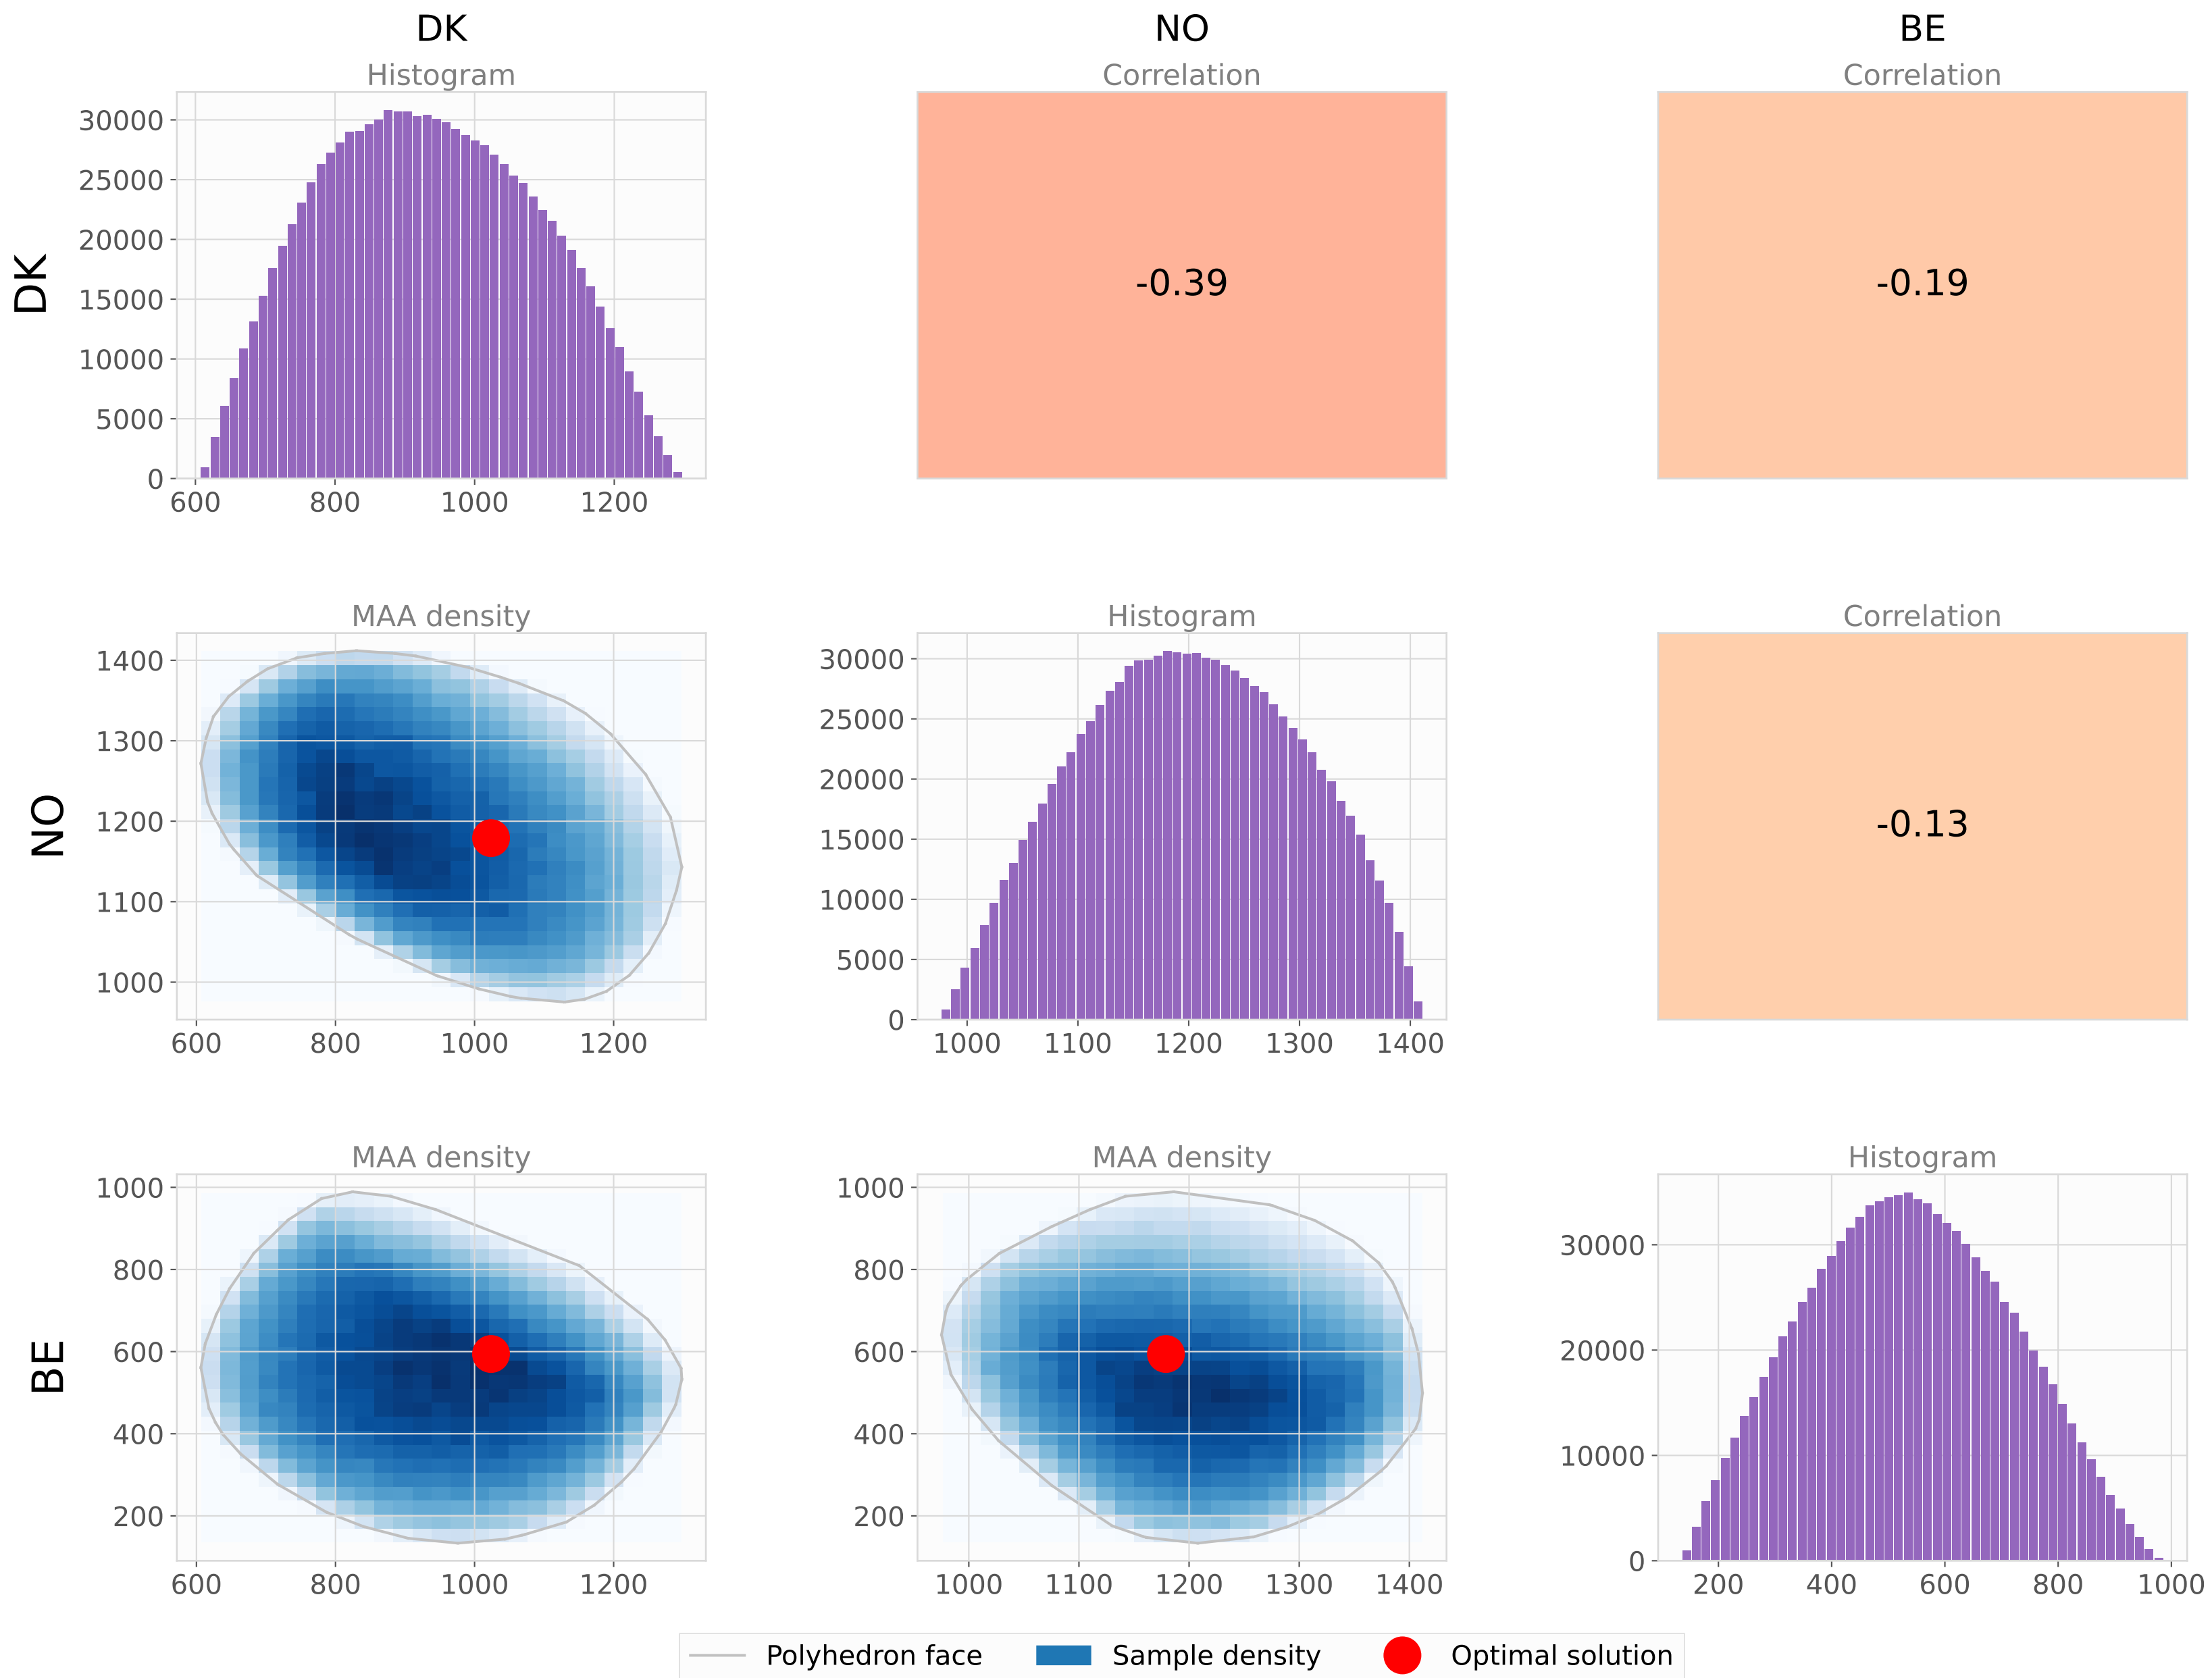 DK NO BE
Histogram Correlation Correlation
DK
30000
25000
20000
15000
10000
5000
0
600 800 1000 1200
-0.39
-0.19
MAA density Histogram Correlation
NO
1400
1300
1200
1100
1000
600 800 1000 1200
30000
25000
20000
15000
10000
5000
0
1000 1100 1200 1300 1400
-0.13
MAA density MAA density Histogram
BE
1000
800
600
400
200
600 800 1000 1200
1000
800
600
400
200
1000 1100 1200 1300 1400
30000
20000
10000
0
200 400 600 800 1000
Polyhedron face Sample density Optimal solution